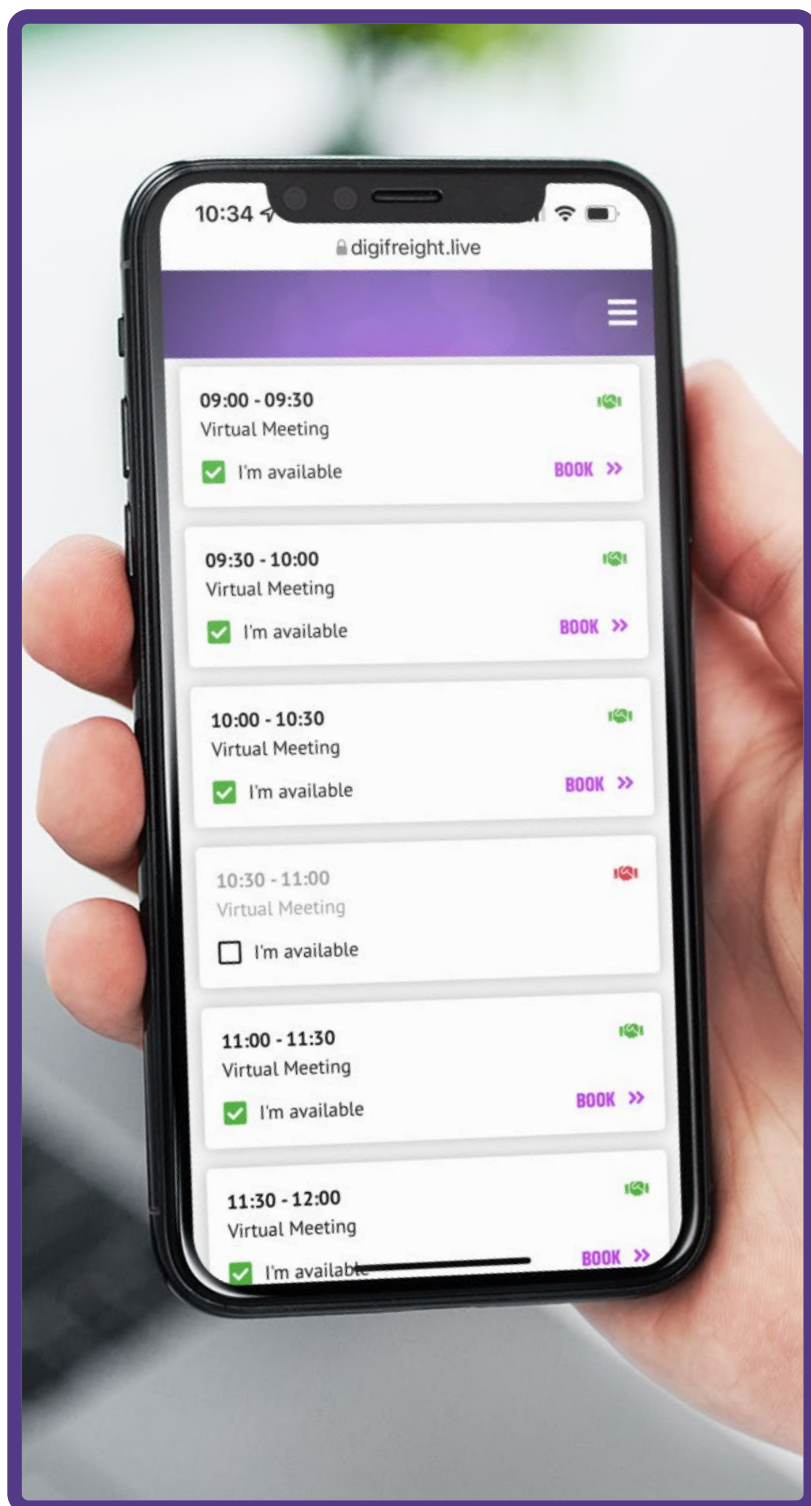 10:34
digifreight.live
09:00 - 09:30
Virtual Meeting
I'm available BOOK >>
09:30 - 10:00
Virtual Meeting
I'm available BOOK >>
10:00 - 10:30
Virtual Meeting
I'm available BOOK >>
10:30 - 11:00
Virtual Meeting
I'm available
11:00 - 11:30
Virtual Meeting
I'm available BOOK >>
11:30 - 12:00
Virtual Meeting
I'm available BOOK >>